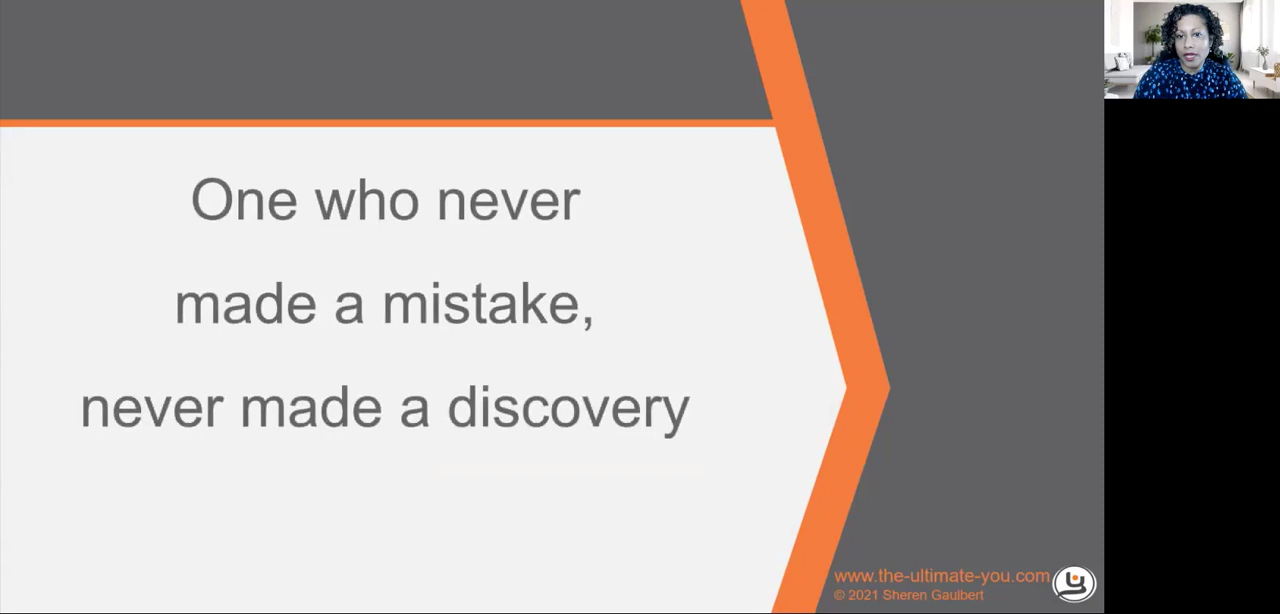 One who never
made a mistake,
never made a discovery
www.the-ultimate-you.com
© 2021 Sheren Gaulbert